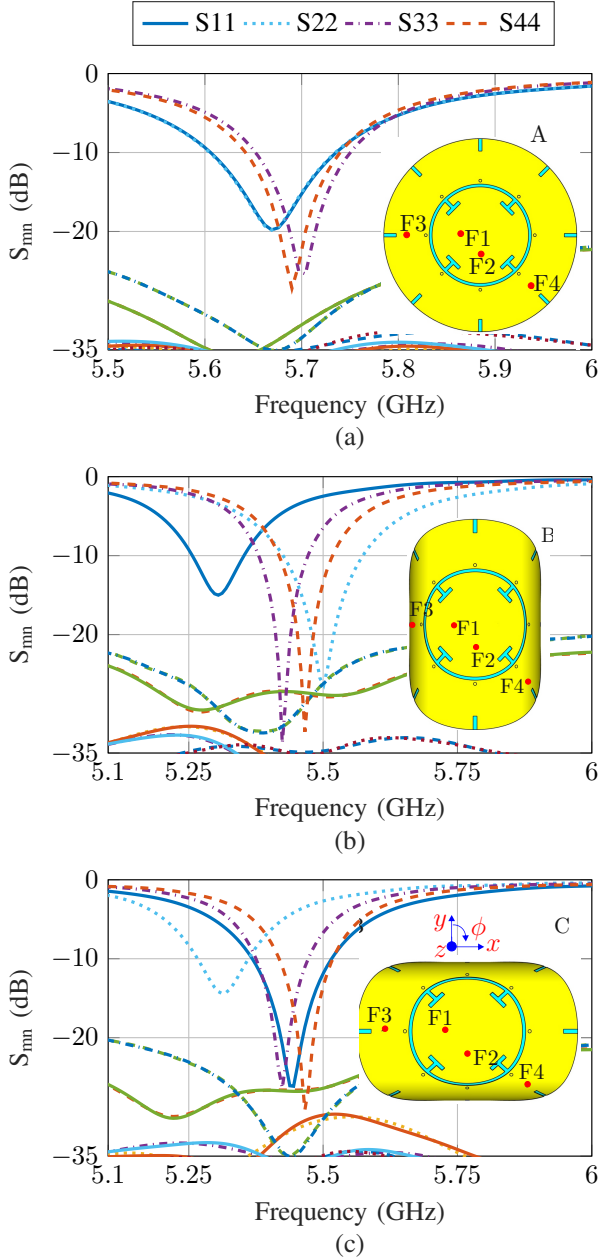 S11 S22 S33 S44
0
−10
−20
−35
S_mn (dB)
A
F3
F1
F2
F4
5.5 5.6 5.7 5.8 5.9 6
Frequency (GHz)
(a)
0
−10
−20
−35
S_mn (dB)
B
F3
F1
F2
F4
5.1 5.25 5.5 5.75 6
Frequency (GHz)
(b)
0
−10
−20
−35
S_mn (dB)
C
y
ϕ
z
x
F3
F1
F2
F4
5.1 5.25 5.5 5.75 6
Frequency (GHz)
(c)